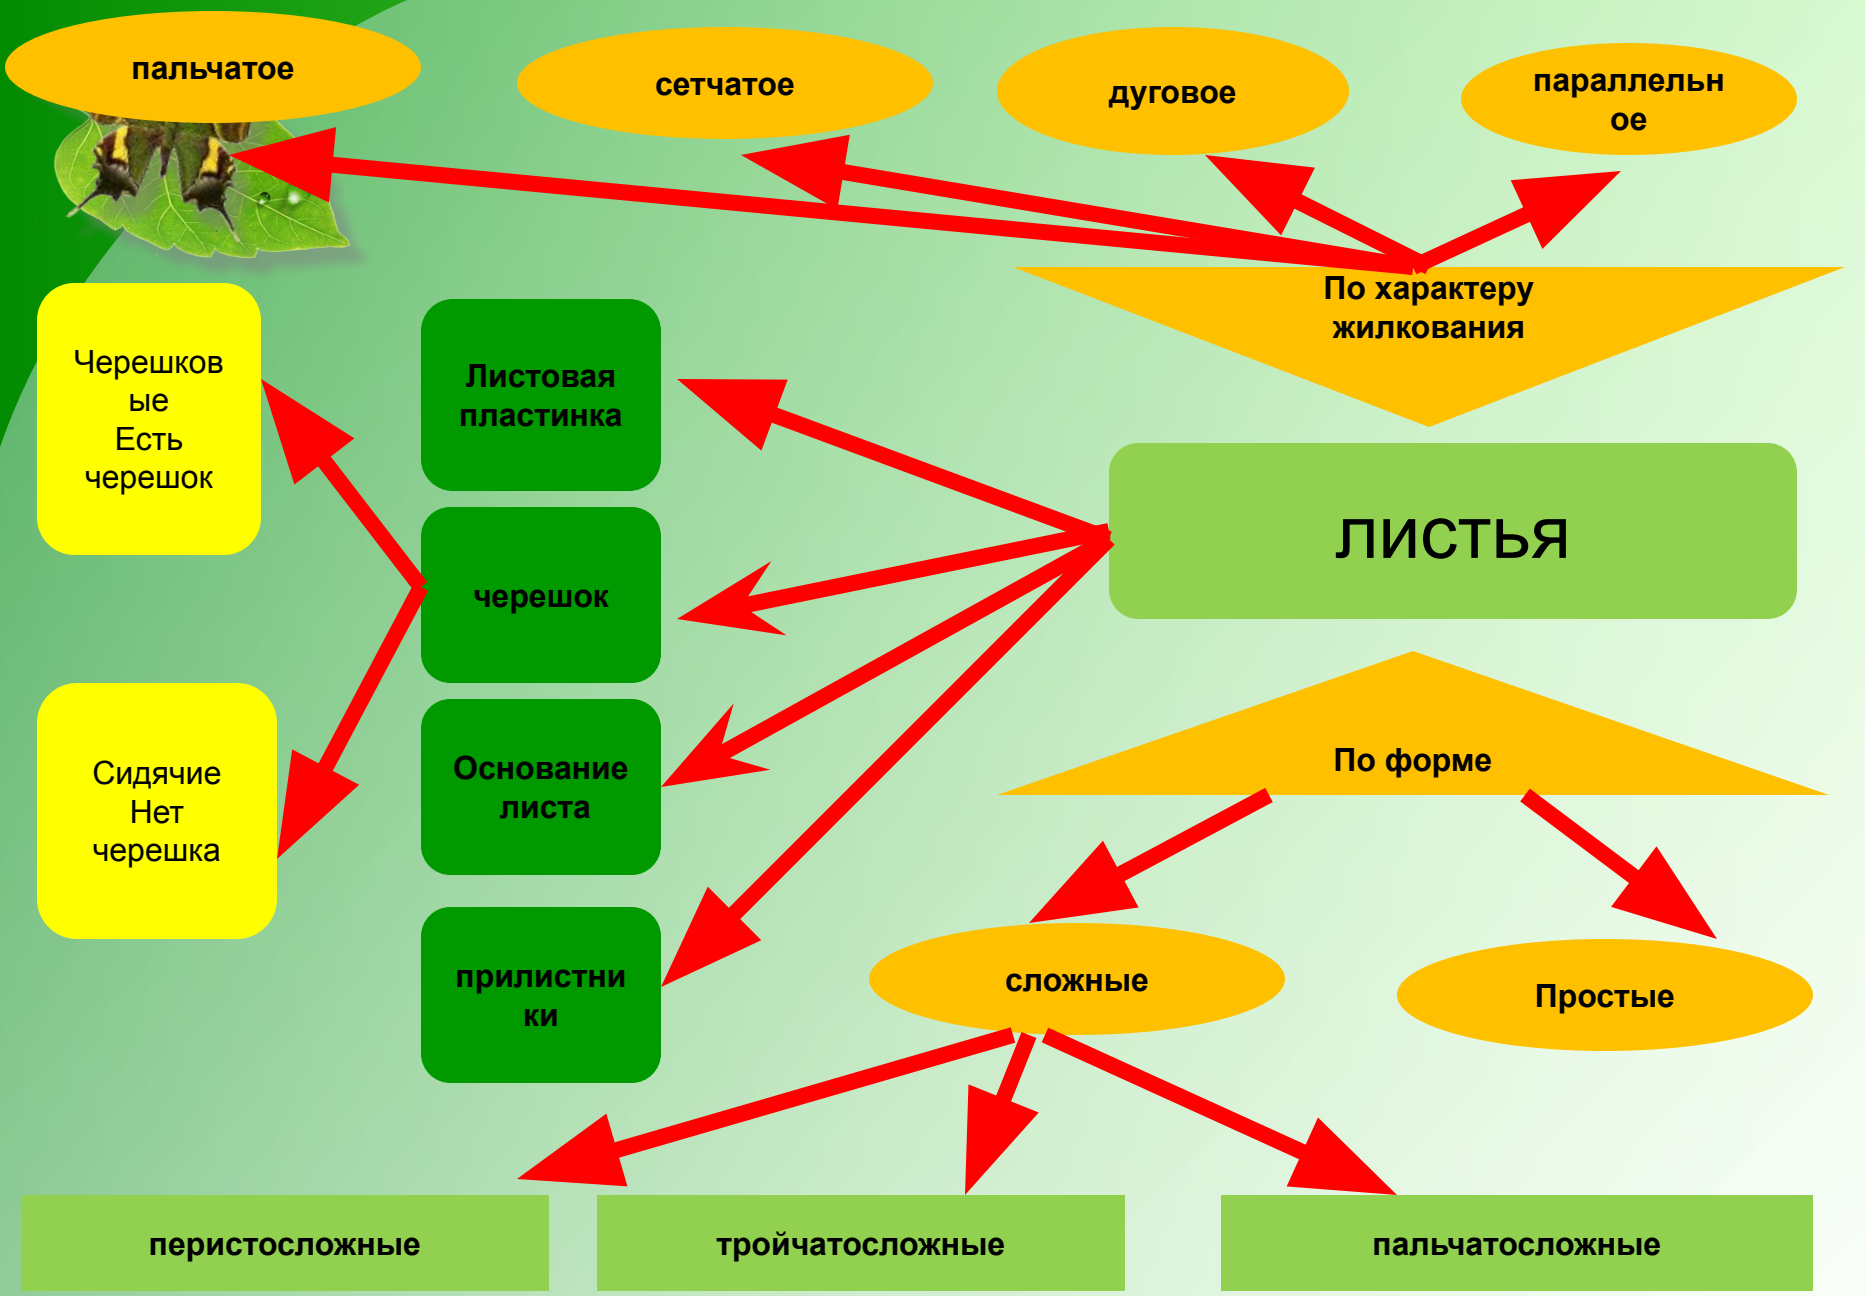 пальчатое
сетчатое
дуговое
параллельн
ое
По характеру
жилкования
Черешков
ые
Есть
черешок
Листовая
пластинка
ЛИСТЬЯ
черешок
Сидячие
Нет
черешка
Основание
листа
По форме
прилистни
ки
сложные
Простые
перистосложные
тройчатосложные
пальчатосложные